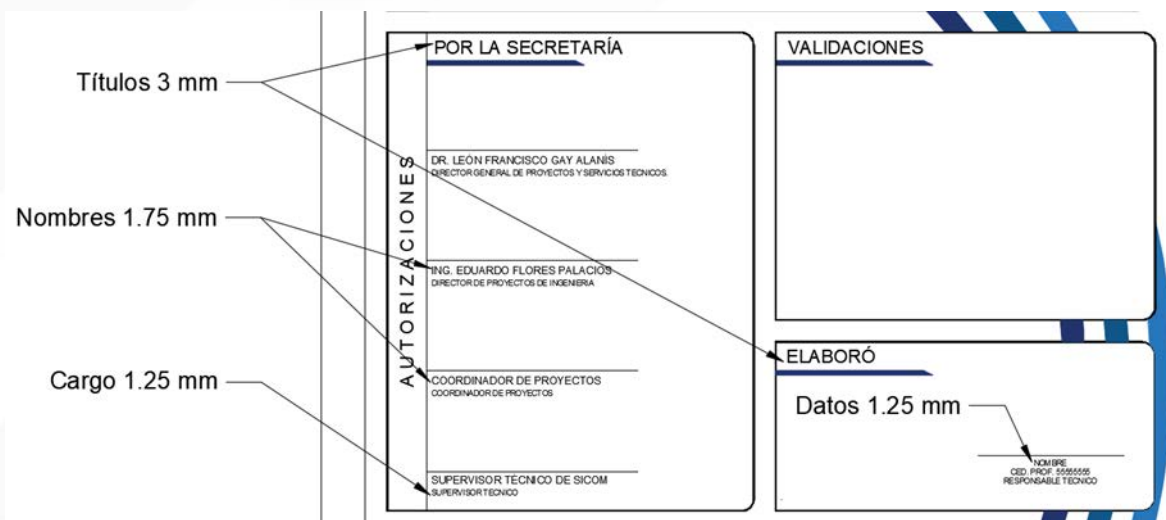 Títulos 3 mm
Nombres 1.75 mm
Cargo 1.25 mm
AUTORIZACIONES
POR LA SECRETARÍA
DR. LEÓN FRANCISCO GAY ALANÍS
DIRECTOR GENERAL DE PROYECTOS Y SERVICIOS TECNICOS.
ING. EDUARDO FLORES PALACIOS
DIRECTOR DE PROYECTOS DE INGENIERIA
COORDINADOR DE PROYECTOS
COORDINADOR DE PROYECTOS
SUPERVISOR TÉCNICO DE SICOM
SUPERVISOR TECNICO
VALIDACIONES
ELABORÓ
Datos 1.25 mm
NOMBRE
CED. PROF. 55555555
RESPONSABLE TECNICO